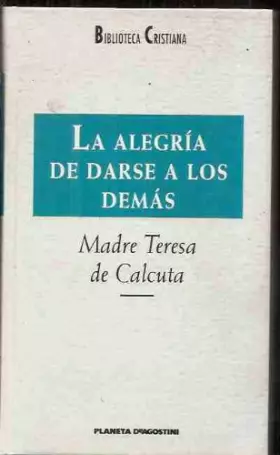 BIBLIOTECA CRISTIANA
LA ALEGRÍA
DE DARSE A LOS
DEMÁS
Madre Teresa
de Calcuta
PLANETA DEAGOSTINI